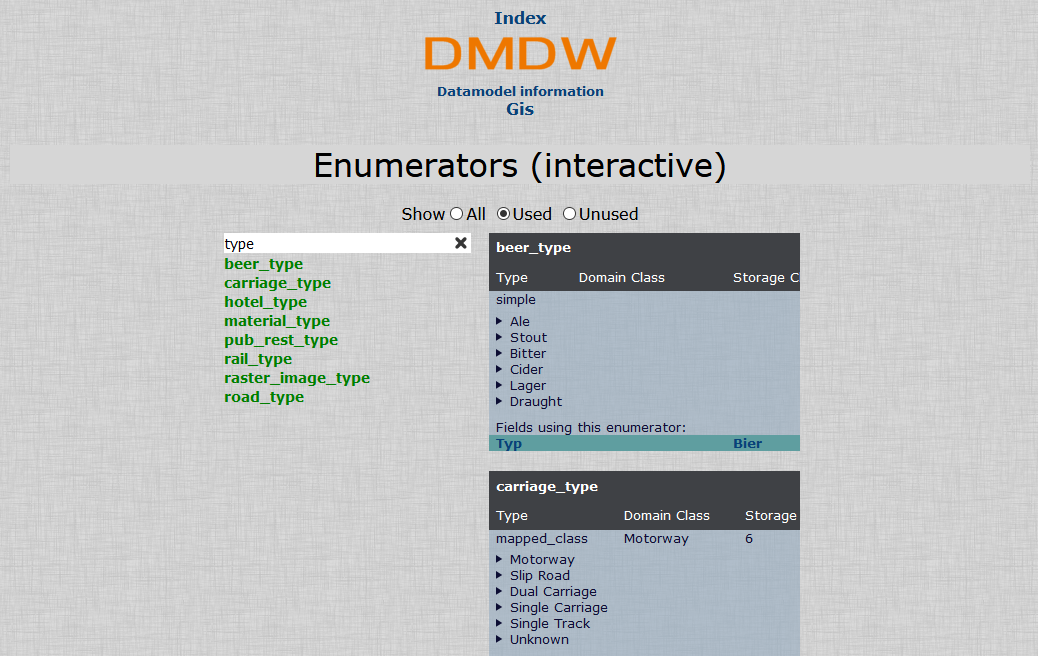 Index
DMDW
Datamodel information
Gis
Enumerators (interactive)
Show All Used Unused
type
beer_type
carriage_type
hotel_type
material_type
pub_rest_type
rail_type
raster_image_type
road_type
beer_type
Type Domain Class Storage C
simple
Ale
Stout
Bitter
Cider
Lager
Draught
Fields using this enumerator:
Typ Bier
carriage_type
Type Domain Class Storage
mapped_class Motorway 6
Motorway
Slip Road
Dual Carriage
Single Carriage
Single Track
Unknown